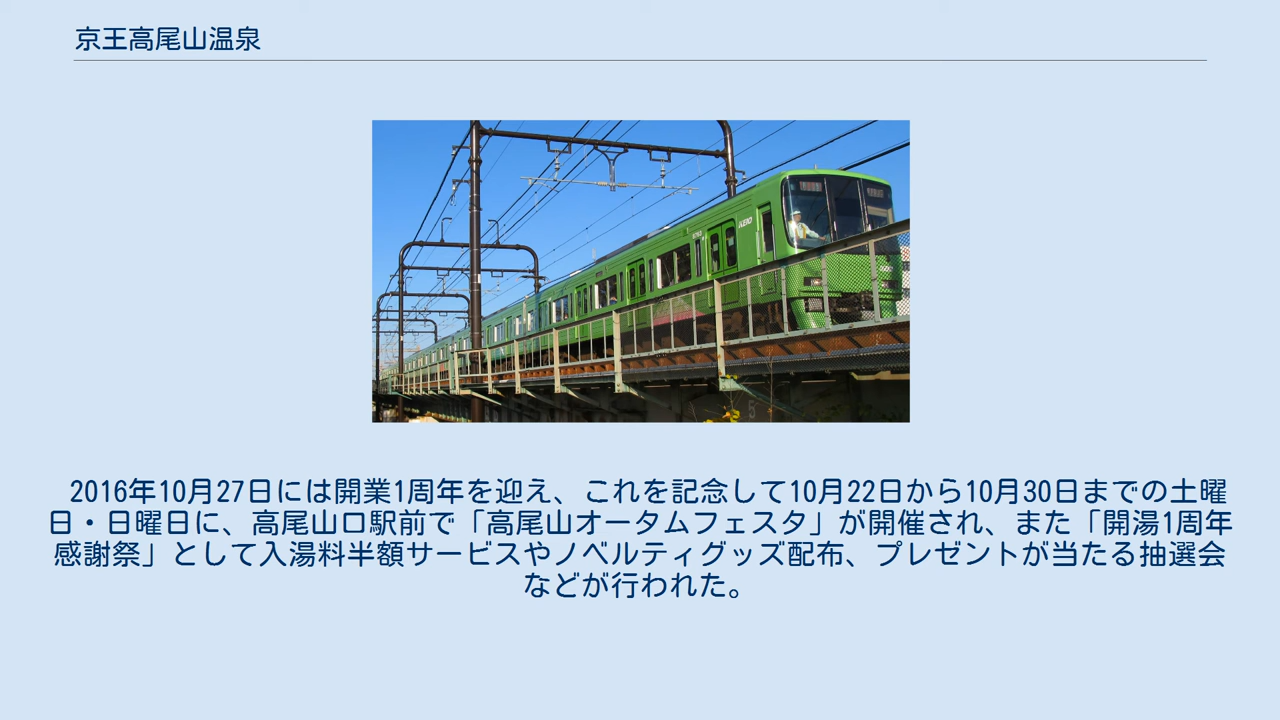 京王高尾山温泉
KEIO
5
2016年10月27日には開業1周年を迎え、これを記念して10月22日から10月30日までの土曜
日・日曜日に、高尾山口駅前で「高尾山オータムフェスタ」が開催され、また「開湯1周年
感謝祭」として入湯料半額サービスやノベルティグッズ配布、プレゼントが当たる抽選会
などが行われた。